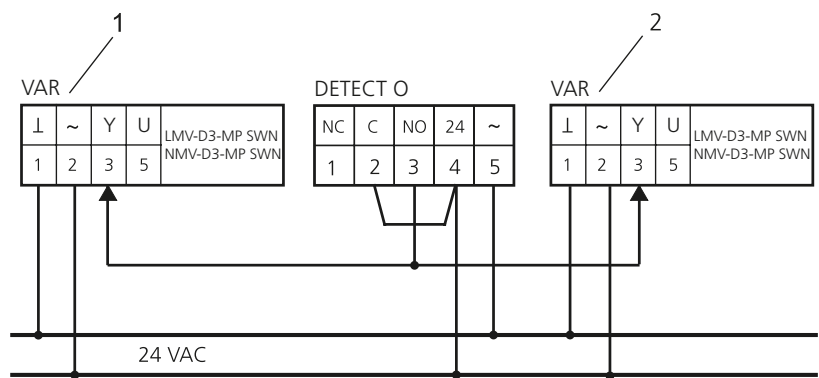 1
2
VAR
DETECT O
VAR
⊥ ~ Y U
LMV-D3-MP SWN
NMV-D3-MP SWN
1 2 3 5
NC C NO 24 ~
1 2 3 4 5
⊥ ~ Y U
LMV-D3-MP SWN
NMV-D3-MP SWN
1 2 3 5
24 VAC